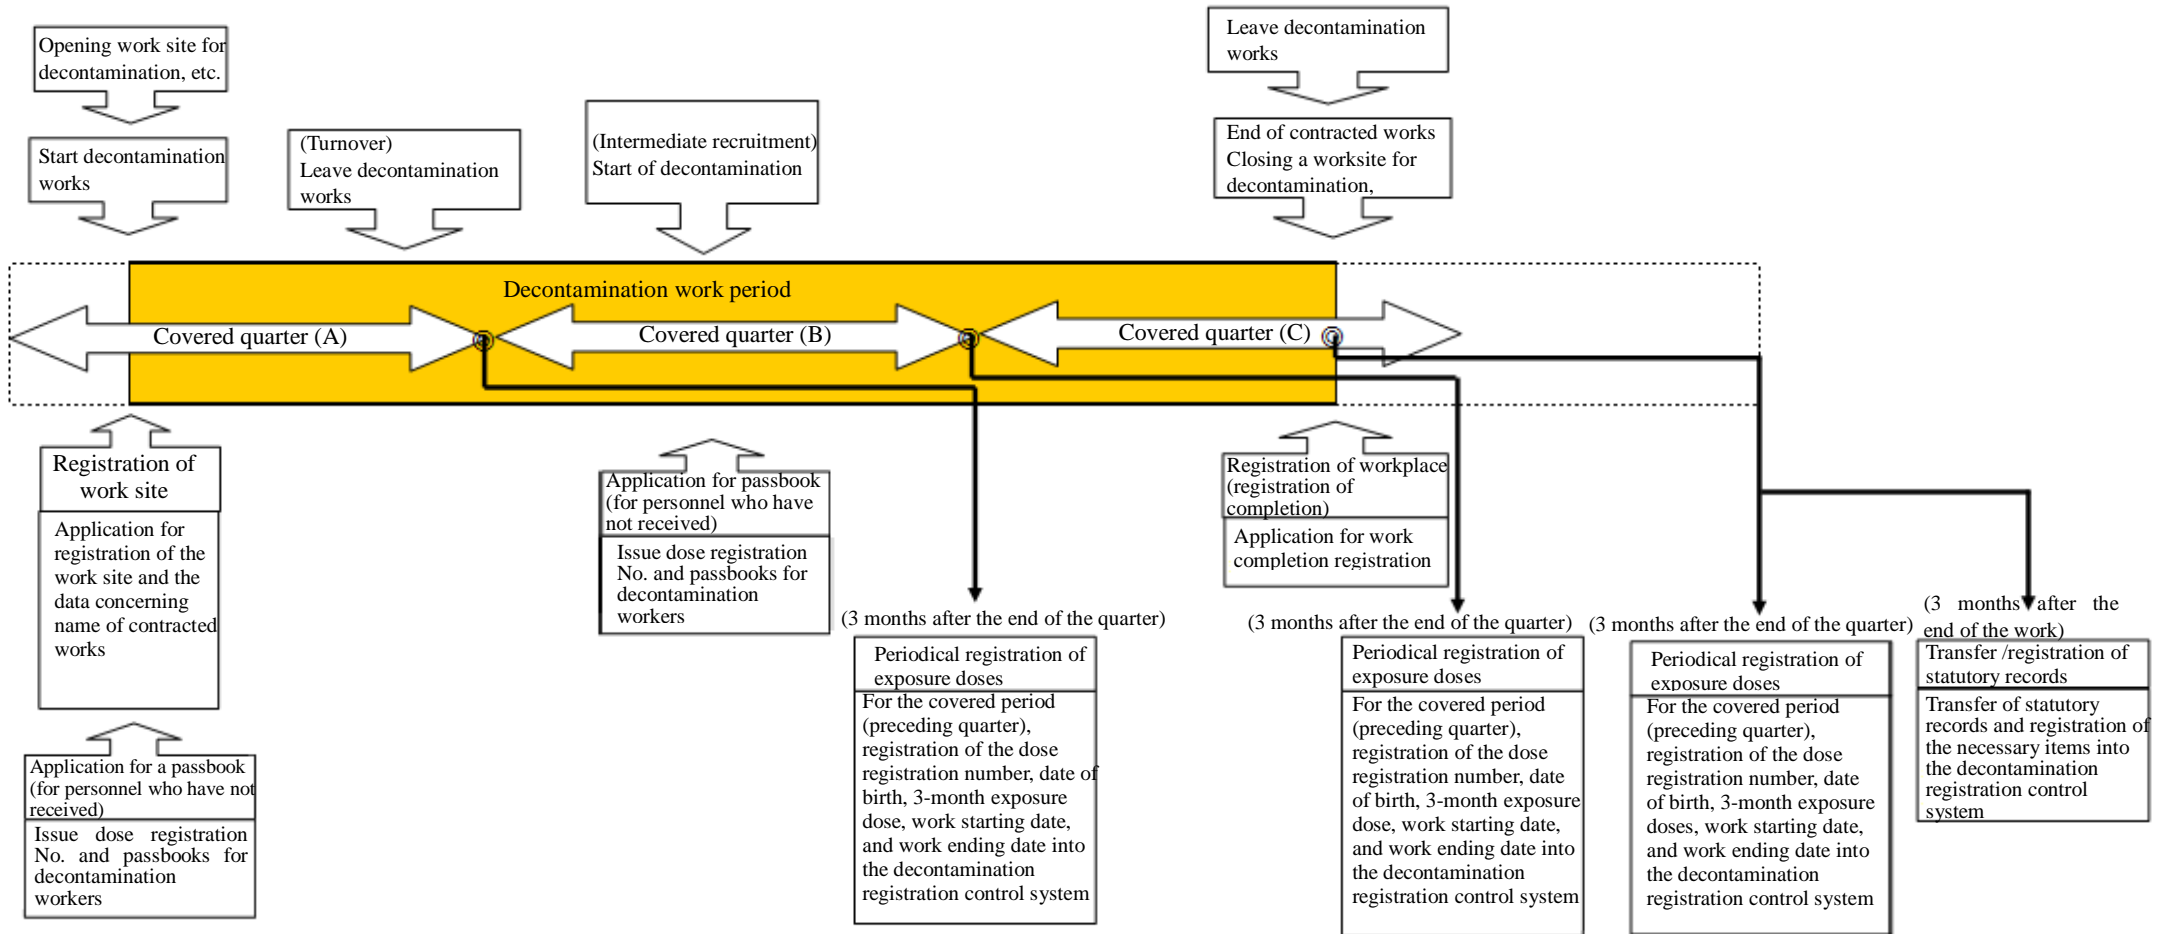 Opening work site for
decontamination, etc.
Start decontamination
works
(Turnover)
Leave decontamination
works
(Intermediate recruitment)
Start of decontamination
Leave decontamination
works
End of contracted works
Closing a worksite for
decontamination,
Decontamination work period
Covered quarter (A)
Covered quarter (B)
Covered quarter (C)
Registration of
work site
Application for
registration of the
work site and the
data concerning
name of contracted
works
Application for a passbook
(for personnel who have not
received)
Issue dose registration
No. and passbooks for
decontamination
workers
Application for passbook
(for personnel who have
not received)
Issue dose registration
No. and passbooks for
decontamination
workers
(3 months after the end of the quarter)
Periodical registration of
exposure doses
For the covered period
(preceding quarter),
registration of the dose
registration number, date of
birth, 3-month exposure
dose, work starting date,
and work ending date into
the decontamination
registration control system
Registration of workplace
(registration of
completion)
Application for work
completion registration
(3 months after the end of the quarter)
Periodical registration of
exposure doses
For the covered period
(preceding quarter),
registration of the dose
registration number, date
of birth, 3-month exposure
dose, work starting date,
and work ending date into
the decontamination
registration control system
(3 months after the end of the quarter)
Periodical registration of
exposure doses
For the covered period
(preceding quarter),
registration of the dose
registration number, date
of birth, 3-month exposure
doses, work starting date,
and work ending date into
the decontamination
registration control system
(3 months after the
end of the work)
Transfer /registration of
statutory records
Transfer of statutory
records and registration of
the necessary items into
the decontamination
registration control
system